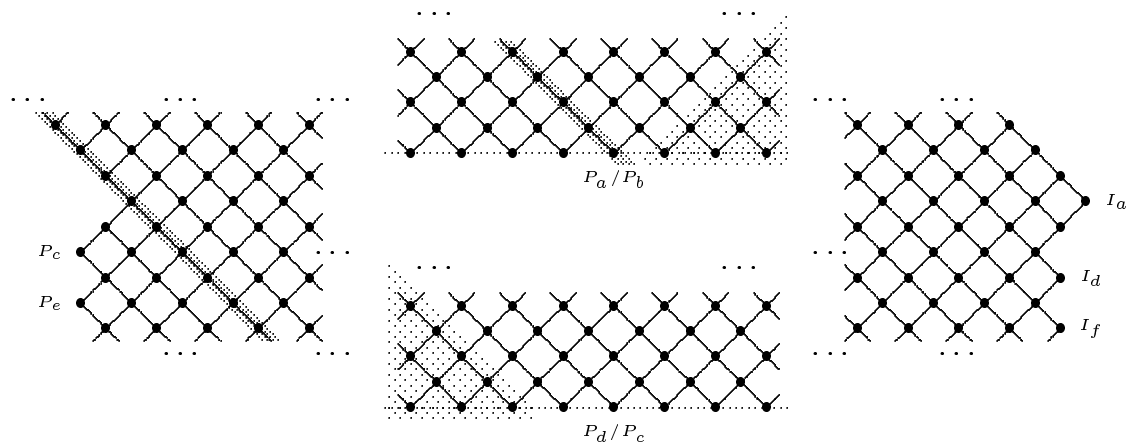 . . .
. . .
. . .
. . .
. . .
. . .
. . .
P_a / P_b
I_a
P_c
. . .
. . .
. . .
. . .
I_d
P_e
I_f
. . .
. . .
. . .
. . .
P_d / P_c